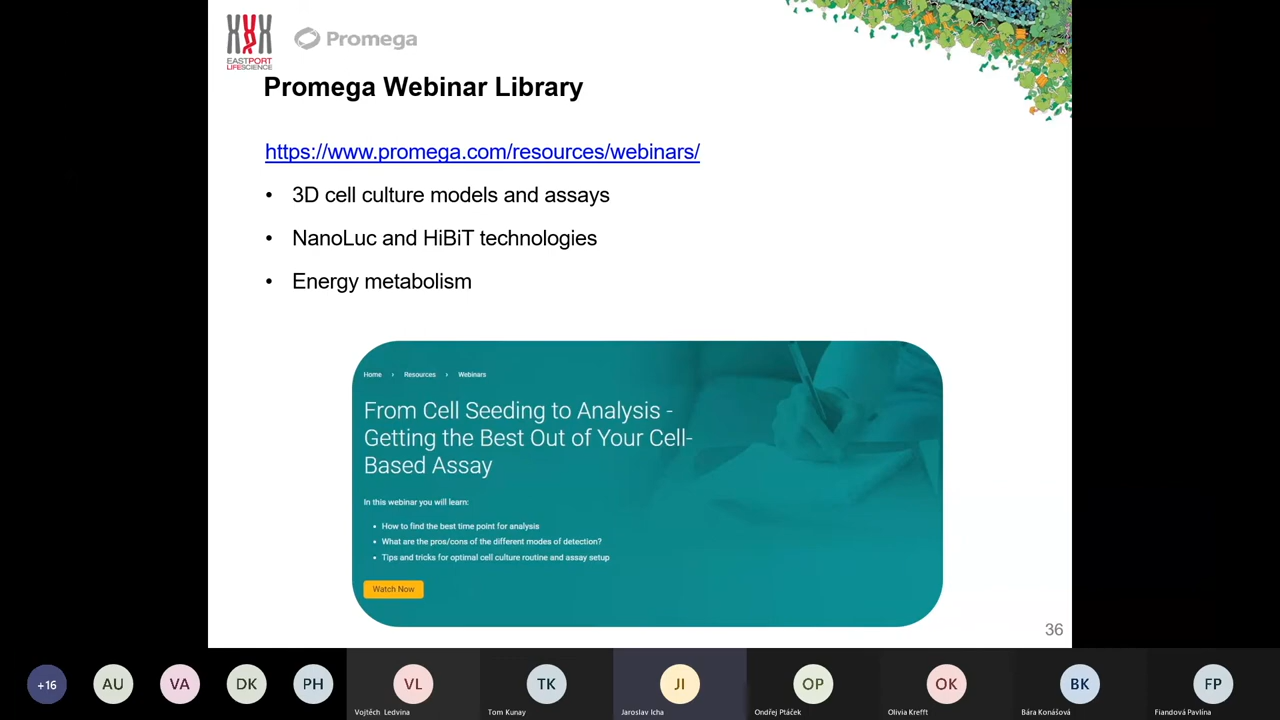 EASTPORT
LIFESCIENCE
Promega
Promega Webinar Library
https://www.promega.com/resources/webinars/
• 3D cell culture models and assays
• NanoLuc and HiBiT technologies
• Energy metabolism
Home › Resources › Webinars
From Cell Seeding to Analysis -
Getting the Best Out of Your Cell-
Based Assay
In this webinar you will learn:
• How to find the best time point for analysis
• What are the pros/cons of the different modes of detection?
• Tips and tricks for optimal cell culture routine and assay setup
Watch Now
36
+16 AU VA DK PH VL TK JI OP OK BK FP
Vojtěch Ledvina Tom Kunay Jaroslav Icha Ondřej Ptáček Olivia Krefft Bára Konášová Fiandová Pavlína